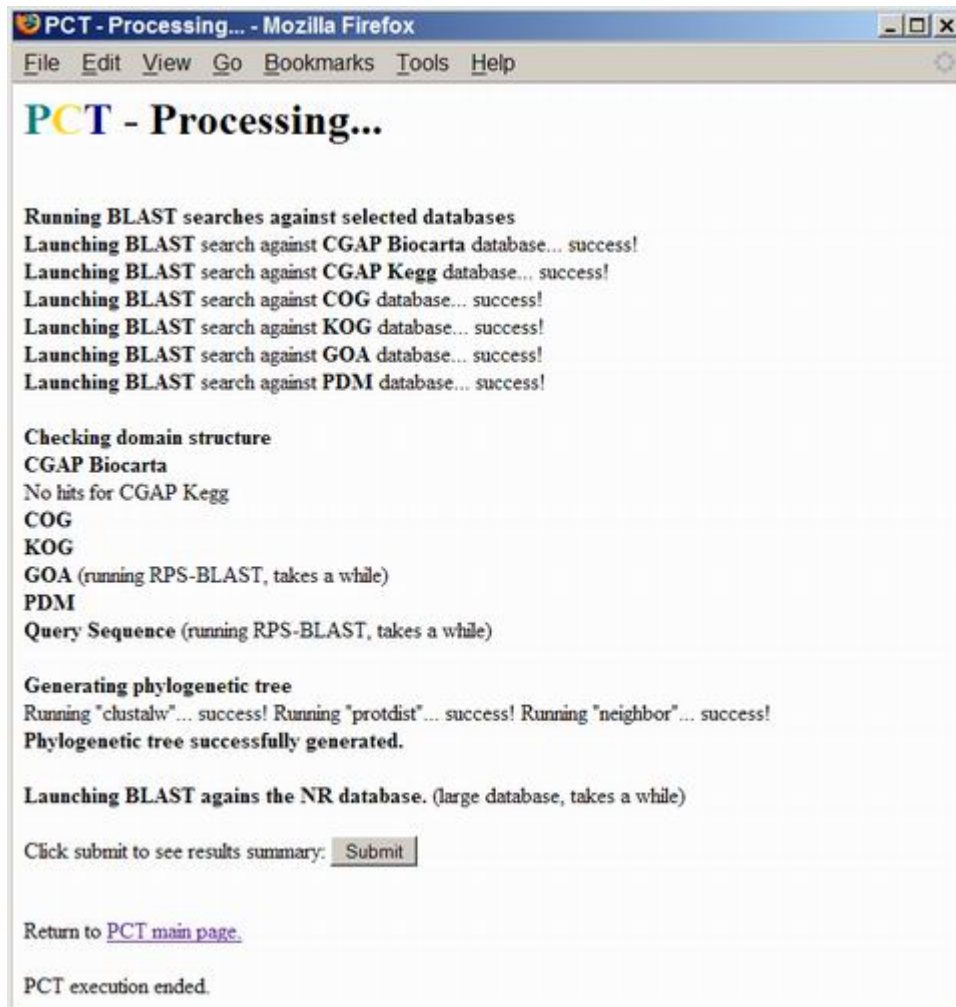 PCT - Processing... - Mozilla Firefox
File Edit View Go Bookmarks Tools Help
PCT - Processing...
Running BLAST searches against selected databases
Launching BLAST search against CGAP Biocarta database... success!
Launching BLAST search against CGAP Kegg database... success!
Launching BLAST search against COG database... success!
Launching BLAST search against KOG database... success!
Launching BLAST search against GOA database... success!
Launching BLAST search against PDM database... success!
Checking domain structure
CGAP Biocarta
No hits for CGAP Kegg
COG
KOG
GOA (running RPS-BLAST, takes a while)
PDM
Query Sequence (running RPS-BLAST, takes a while)
Generating phylogenetic tree
Running "clustalw"... success! Running "protdist"... success! Running "neighbor"... success!
Phylogenetic tree successfully generated.
Launching BLAST agains the NR database. (large database, takes a while)
Click submit to see results summary: Submit
Return to PCT main page.
PCT execution ended.